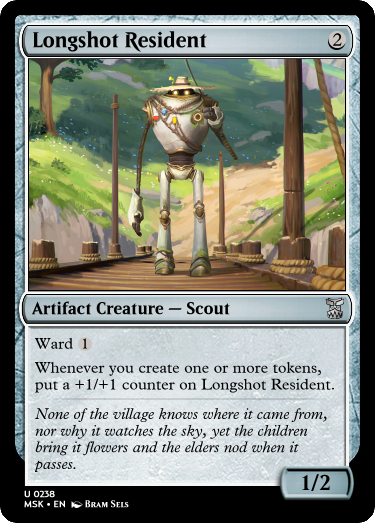 Longshot Resident 2
Artifact Creature — Scout
Ward 1
Whenever you create one or more tokens,
put a +1/+1 counter on Longshot Resident.
None of the village knows where it came from,
nor why it watches the sky, yet the children
bring it flowers and the elders nod when it
passes.
1/2
U 0238
MSK • EN Bram Sels